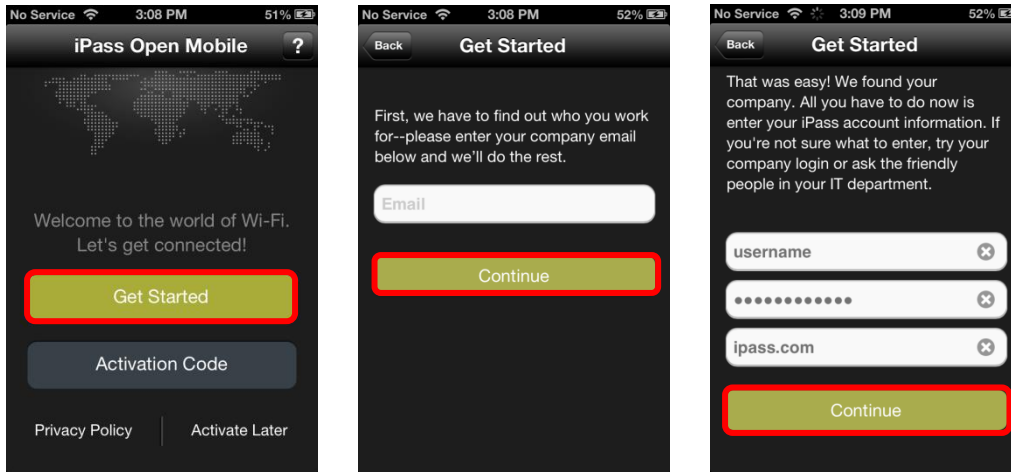 No Service 3:08 PM 51%
iPass Open Mobile ?
Welcome to the world of Wi-Fi.
Let's get connected!
Get Started
Activation Code
Privacy Policy Activate Later
No Service 3:08 PM 52%
Back Get Started
First, we have to find out who you work
for--please enter your company email
below and we'll do the rest.
Email
Continue
No Service 3:09 PM 52%
Back Get Started
That was easy! We found your
company. All you have to do now is
enter your iPass account information. If
you're not sure what to enter, try your
company login or ask the friendly
people in your IT department.
username
●●●●●●●●●●●●
ipass.com
Continue